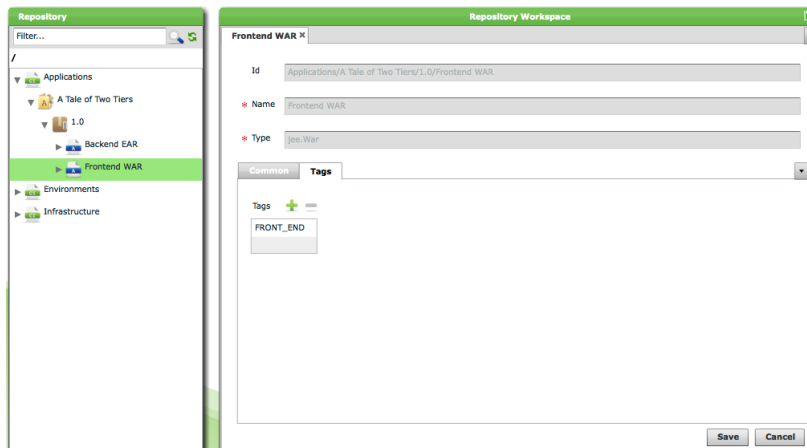 Repository
Filter...
/
Applications
A Tale of Two Tiers
1.0
Backend EAR
Frontend WAR
Environments
Infrastructure
Repository Workspace
Frontend WAR ×
Id
Applications/A Tale of Two Tiers/1.0/Frontend WAR
* Name
Frontend WAR
* Type
jee.War
Common
Tags
Tags
FRONT_END
Save
Cancel